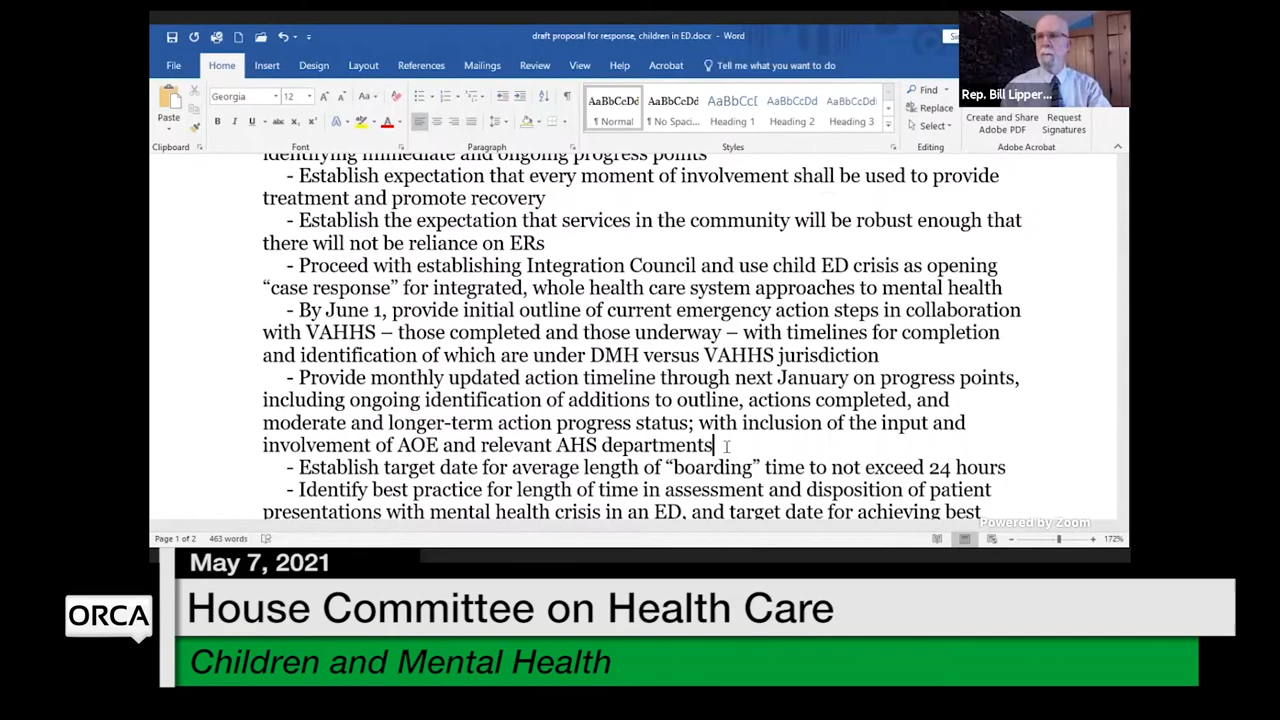 draft proposal for response, children in ED.docx - Word
File Home Insert Design Layout References Mailings Review View Help Acrobat Tell me what you want to do
Rep. Bill Lipper...
Paste
Clipboard
Georgia 12
Aa
B I U abc x₂ x² A A
Font
Paragraph
AaBbCcDd AaBbCcDd AaBbC AaBbCcD AaBbCcDd
¶ Normal ¶ No Spaci... Heading 1 Heading 2 Heading 3
Styles
Find
Replace
Select
Editing
Create and Share Adobe PDF
Request Signatures
Adobe Acrobat
identifying immediate and ongoing progress points
- Establish expectation that every moment of involvement shall be used to provide
treatment and promote recovery
- Establish the expectation that services in the community will be robust enough that
there will not be reliance on ERs
- Proceed with establishing Integration Council and use child ED crisis as opening
“case response” for integrated, whole health care system approaches to mental health
- By June 1, provide initial outline of current emergency action steps in collaboration
with VAHHS – those completed and those underway – with timelines for completion
and identification of which are under DMH versus VAHHS jurisdiction
- Provide monthly updated action timeline through next January on progress points,
including ongoing identification of additions to outline, actions completed, and
moderate and longer-term action progress status; with inclusion of the input and
involvement of AOE and relevant AHS departments
- Establish target date for average length of “boarding” time to not exceed 24 hours
- Identify best practice for length of time in assessment and disposition of patient
presentations with mental health crisis in an ED, and target date for achieving best
Powered by Zoom
Page 1 of 2 463 words 172%
May 7, 2021
ORCA
House Committee on Health Care
Children and Mental Health